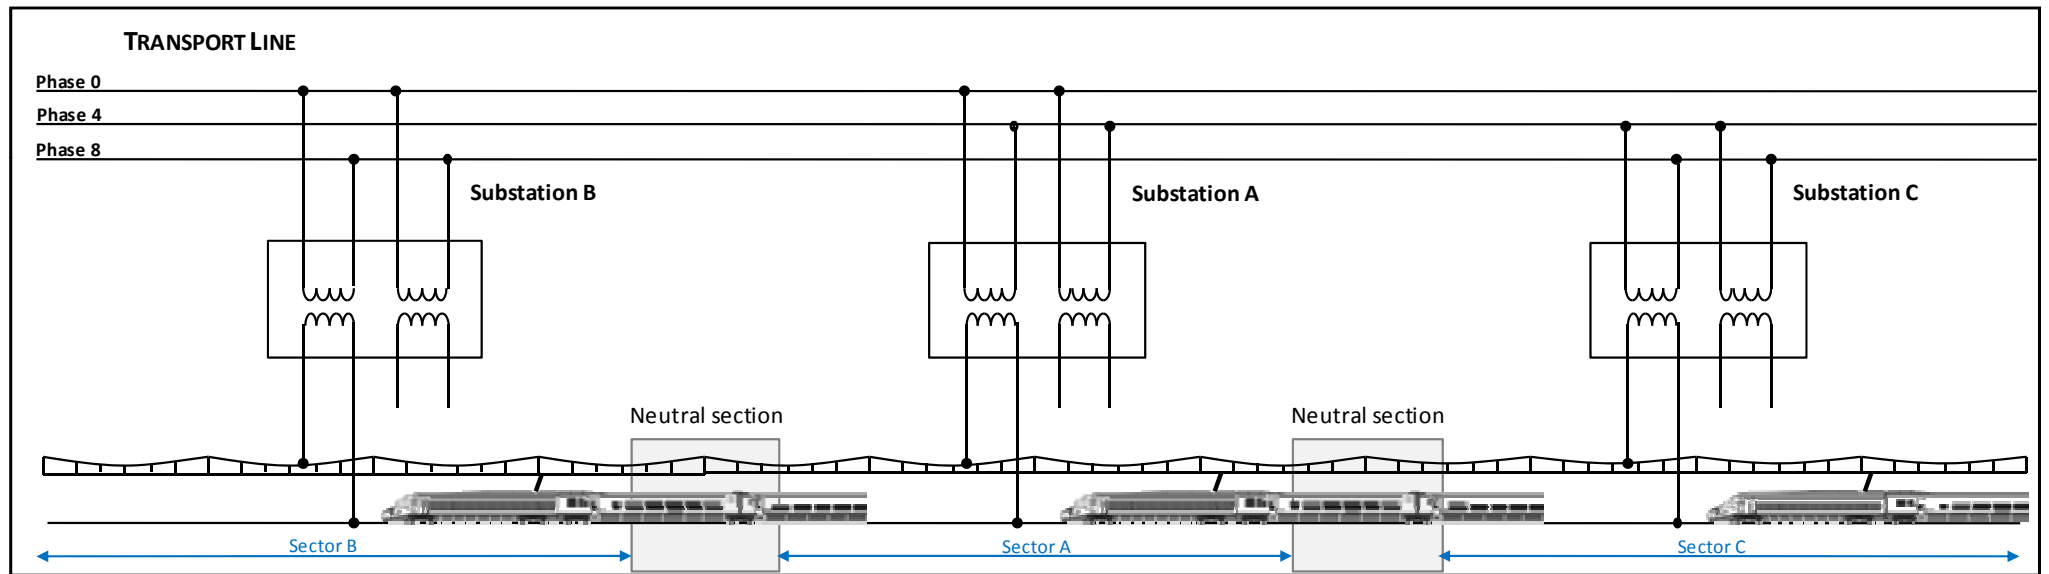 TRANSPORT LINE
Phase 0
Phase 4
Phase 8
Substation B
Substation A
Substation C
Neutral section
Neutral section
Sector B
Sector A
Sector C